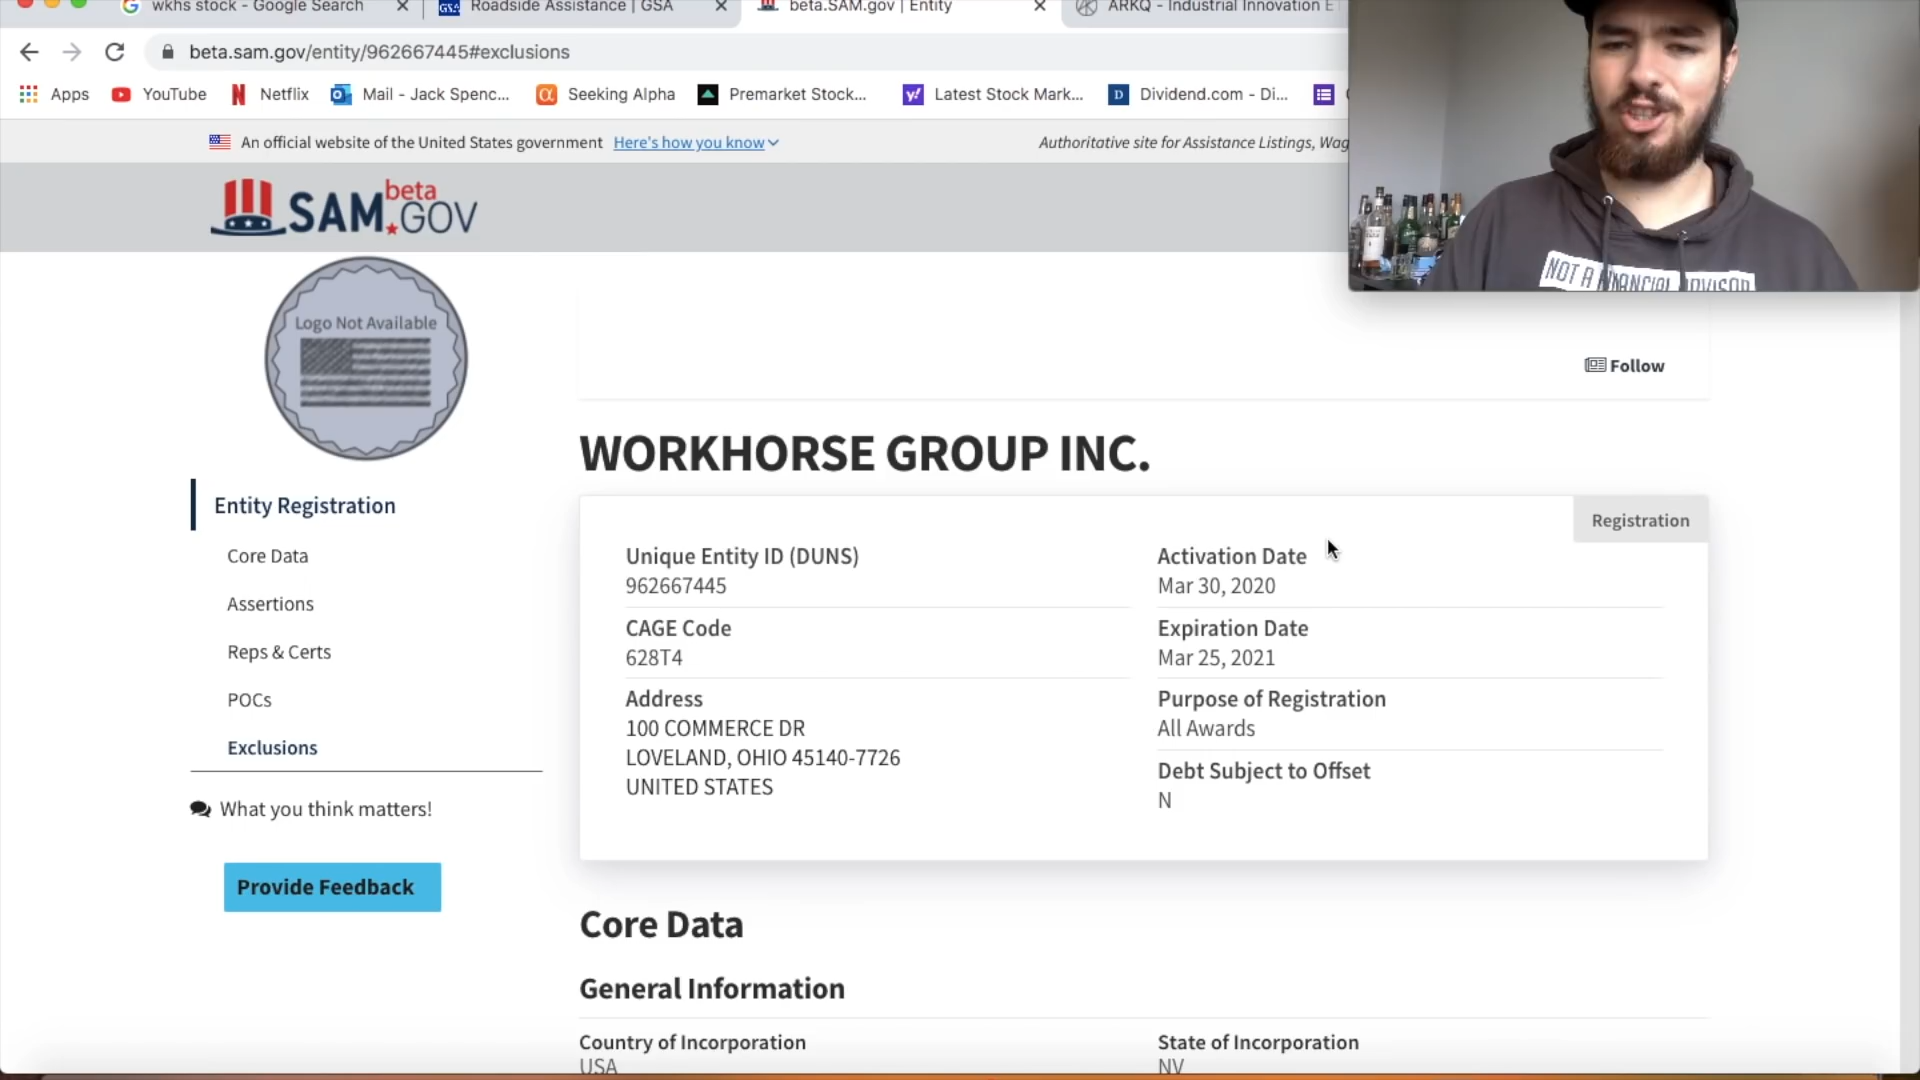 wkhs stock - Google Search
Roadside Assistance | GSA
beta.SAM.gov | Entity
ARKQ - Industrial Innovation E
beta.sam.gov/entity/962667445#exclusions
Apps
YouTube
Netflix
Mail - Jack Spenc...
Seeking Alpha
Premarket Stock...
Latest Stock Mark...
Dividend.com - Di...
An official website of the United States government Here's how you know
Authoritative site for Assistance Listings, Wag
SAM.GOV beta
NOT A FINANCIAL ADVISOR
Logo Not Available
Follow
WORKHORSE GROUP INC.
Entity Registration
Core Data
Assertions
Reps & Certs
POCs
Exclusions
What you think matters!
Provide Feedback
Registration
Unique Entity ID (DUNS)
962667445
CAGE Code
628T4
Address
100 COMMERCE DR
LOVELAND, OHIO 45140-7726
UNITED STATES
Activation Date
Mar 30, 2020
Expiration Date
Mar 25, 2021
Purpose of Registration
All Awards
Debt Subject to Offset
N
Core Data
General Information
Country of Incorporation
USA
State of Incorporation
NV